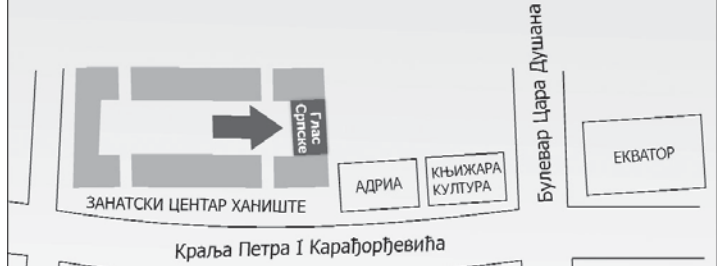 Булевар Цара Душана
Глас
Српске
ЕКВАТОР
АДРИА
КЊИЖАРА
КУЛТУРА
ЗАНАТСКИ ЦЕНТАР ХАНИШТЕ
Краља Петра I Карађорђевића